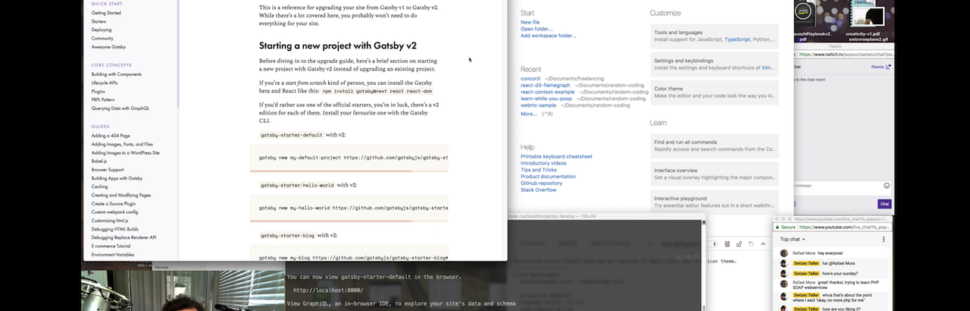 Quick Start
Getting Started
Starters
Deploying
Community
Awesome Gatsby
CORE CONCEPTS
Building with Components
Lifecycle APIs
Plugins
PRPL Pattern
Querying Data with GraphQL
GUIDES
Adding a 404 Page
Adding Images, Fonts, and Files
Adding Images to a WordPress Site
Babel.js
Browser Support
Building Apps with Gatsby
Caching
Creating and Modifying Pages
Create a Source Plugin
Custom webpack config
Customizing html.js
Debugging HTML Builds
Debugging Replace Renderer API
E-commerce Tutorial
Environment Variables
This is a reference for upgrading your site from Gatsby v1 to Gatsby v2.
While there's a lot covered here, you probably won't need to do
everything for your site.
Starting a new project with Gatsby v2
Before diving in to the upgrade guide, here's a brief section on starting
a new project with Gatsby v2 instead of upgrading an existing project.
If you're a start from scratch kind of person, you can install the Gatsby
beta and React like this: npm install gatsby@next react react-dom
If you'd rather use one of the official starters, you're in luck, there's a v2
edition for each of them. Install your favourite one with the Gatsby
CLI.
gatsby-starter-default with v2:
gatsby new my-default-project https://github.com/gatsbyjs/gatsby-st
gatsby-starter-hello-world with v2:
gatsby new my-hello-world https://github.com/gatsbyjs/gatsby-starte
gatsby-starter-blog with v2:
gatsby new my-blog https://github.com/gatsbyjs/gatsby-starter-blog
You can now view gatsby-starter-default in the browser.
http://localhost:8000/
View GraphiQL, an in-browser IDE, to explore your site's data and schema
Start
New file
Open folder...
Add workspace folder...
Recent
concord ~/Documents/freelancing
react-d3-flamegraph ~/Documents/random-coding
react-context-example ~/Documents/random-coding
learn-while-you-poop ~/Documents/random-coding
webrtc-sample ~/Documents/random-coding
More... (^R)
Help
Printable keyboard cheatsheet
Introductory videos
Tips and Tricks
Product documentation
GitHub repository
Stack Overflow
Customize
Tools and languages
Install support for JavaScript, TypeScript, Python,...
Settings and keybindings
Install the settings and keyboard shortcuts of Vim...
Color theme
Make the editor and your code look the way you lo...
Learn
Find and run all commands
Rapidly access and search commands from the Co...
Interface overview
Get a visual overlay highlighting the major compon...
Interactive playground
Try essential editor features out in a short walkthr...
Chat
Top chat
Rafael Mora hey everyone!
Swizec Teller hai @Rafael Mora
Swizec Teller how's your sunday?
Rafael Mora great! thanks, trying to learn PHP
SOAP webservices
Swizec Teller whoa that's about the point
where I said "okay, no more php for me"
Swizec Teller how are you liking it?